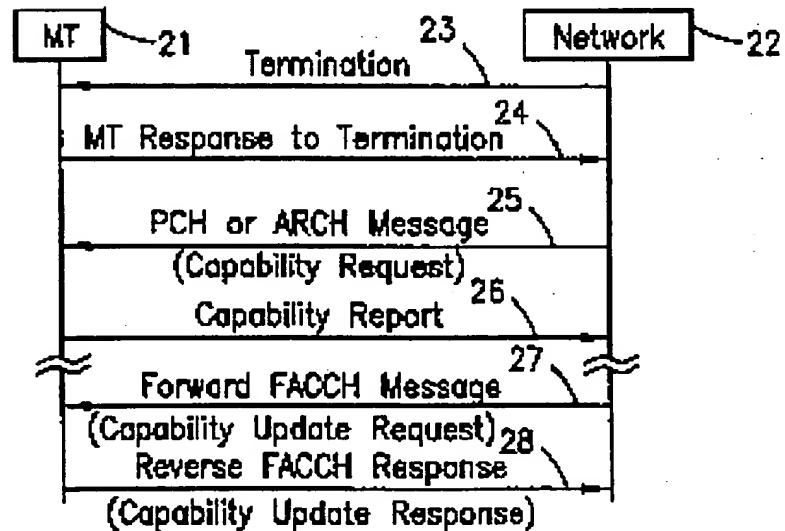 MT 21 23 Network 22
Termination
24
MT Response to Termination
25
PCH or ARCH Message
(Capability Request)
26
Capability Report
27
Forward FACCH Message
(Capability Update Request) 28
Reverse FACCH Response
(Capability Update Response)